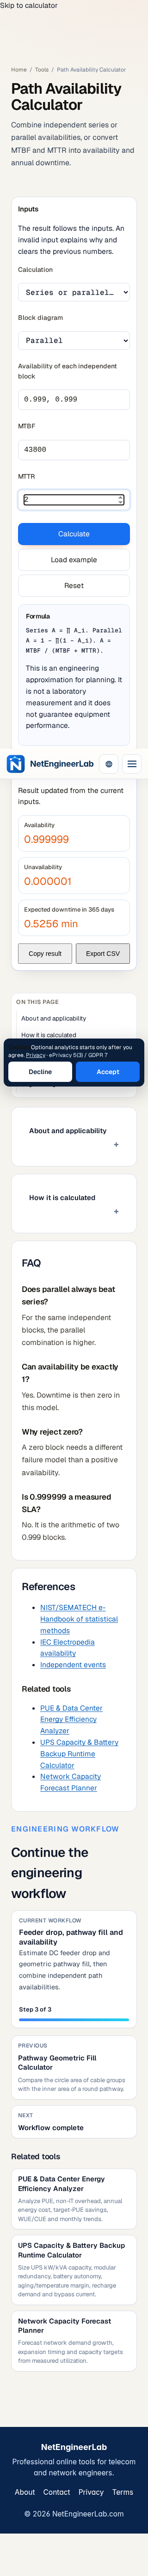 Skip to calculator
Home / Tools / Path Availability Calculator
Path Availability
Calculator
Combine independent series or
parallel availabilities, or convert
MTBF and MTTR into availability and
annual downtime.
Inputs
The result follows the inputs. An
invalid input explains why and
clears the previous numbers.
Calculation
Series or parallel…
Block diagram
Parallel
Availability of each independent
block
0.999, 0.999
MTBF
43800
MTTR
2
Calculate
Load example
Reset
Formula
Series A = ∏ A_i. Parallel
A = 1 − ∏(1 − A_i). A =
MTBF / (MTBF + MTTR).
This is an engineering
approximation. It is not a
laboratory measurement
and it does not guarantee
equipment performance.
NetEngineerLab
Result updated from the current
inputs.
Availability
0.999999
Unavailability
0.000001
Expected downtime in 365 days
0.5256 min
Copy result
Export CSV
ON THIS PAGE
About and applicability
How it is calculated
Optional analytics starts only after you
agree. Privacy · ePrivacy 5(3) / GDPR 7
Decline
Accept
About and applicability
+
How it is calculated
+
FAQ
Does parallel always beat
series?
For the same independent
blocks, the parallel
combination is higher.
Can availability be exactly
1?
Yes. Downtime is then zero in
this model.
Why reject zero?
A zero block needs a different
failure model than a positive
availability.
Is 0.999999 a measured
SLA?
No. It is the arithmetic of two
0.999 blocks.
References
NIST/SEMATECH e-
Handbook of statistical
methods
IEC Electropedia
availability
Independent events
Related tools
PUE & Data Center
Energy Efficiency
Analyzer
UPS Capacity & Battery
Backup Runtime
Calculator
Network Capacity
Forecast Planner
ENGINEERING WORKFLOW
Continue the
engineering
workflow
CURRENT WORKFLOW
Feeder drop, pathway fill and
availability
Estimate DC feeder drop and
geometric pathway fill, then
combine independent path
availabilities.
Step 3 of 3
PREVIOUS
Pathway Geometric Fill
Calculator
Compare the circle area of cable groups
with the inner area of a round pathway.
NEXT
Workflow complete
Related tools
PUE & Data Center Energy
Efficiency Analyzer
Analyze PUE, non-IT overhead, annual
energy cost, target-PUE savings,
WUE/CUE and monthly trends.
UPS Capacity & Battery Backup
Runtime Calculator
Size UPS kW/kVA capacity, modular
redundancy, battery autonomy,
aging/temperature margin, recharge
demand and bypass current.
Network Capacity Forecast
Planner
Forecast network demand growth,
expansion timing and capacity targets
from measured utilization.
NetEngineerLab
Professional online tools for telecom
and network engineers.
About Contact Privacy Terms
© 2026 NetEngineerLab.com